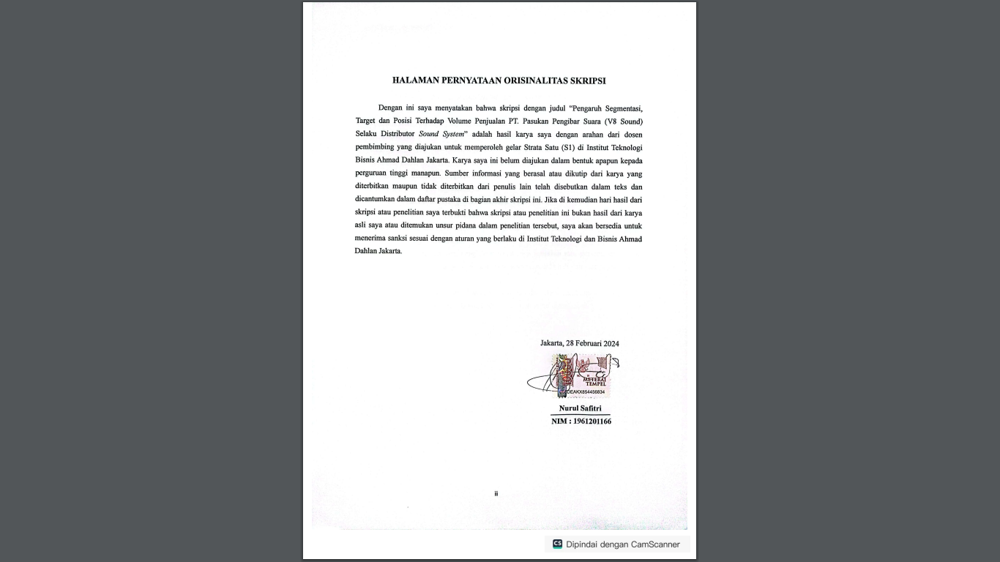 HALAMAN PERNYATAAN ORISINALITAS SKRIPSI
Dengan ini saya menyatakan bahwa skripsi dengan judul “Pengaruh Segmentasi,
Target dan Posisi Terhadap Volume Penjualan PT. Pasukan Pengibar Suara (V8 Sound)
Selaku Distributor Sound System” adalah hasil karya saya dengan arahan dari dosen
pembimbing yang diajukan untuk memperoleh gelar Strata Satu (S1) di Institut Teknologi
Bisnis Ahmad Dahlan Jakarta. Karya saya ini belum diajukan dalam bentuk apapun kepada
perguruan tinggi manapun. Sumber informasi yang berasal atau dikutip dari karya yang
diterbitkan maupun tidak diterbitkan dari penulis lain telah disebutkan dalam teks dan
dicantumkan dalam daftar pustaka di bagian akhir skripsi ini. Jika di kemudian hari hasil dari
skripsi atau penelitian saya terbukti bahwa skripsi atau penelitian ini bukan hasil dari karya
asli saya atau ditemukan unsur pidana dalam penelitian tersebut, saya akan bersedia untuk
menerima sanksi sesuai dengan aturan yang berlaku di Institut Teknologi dan Bisnis Ahmad
Dahlan Jakarta.
Jakarta, 28 Februari 2024
METERAI
TEMPEL
Nurul Safitri
NIM : 1961201166
ii
CS Dipindai dengan CamScanner